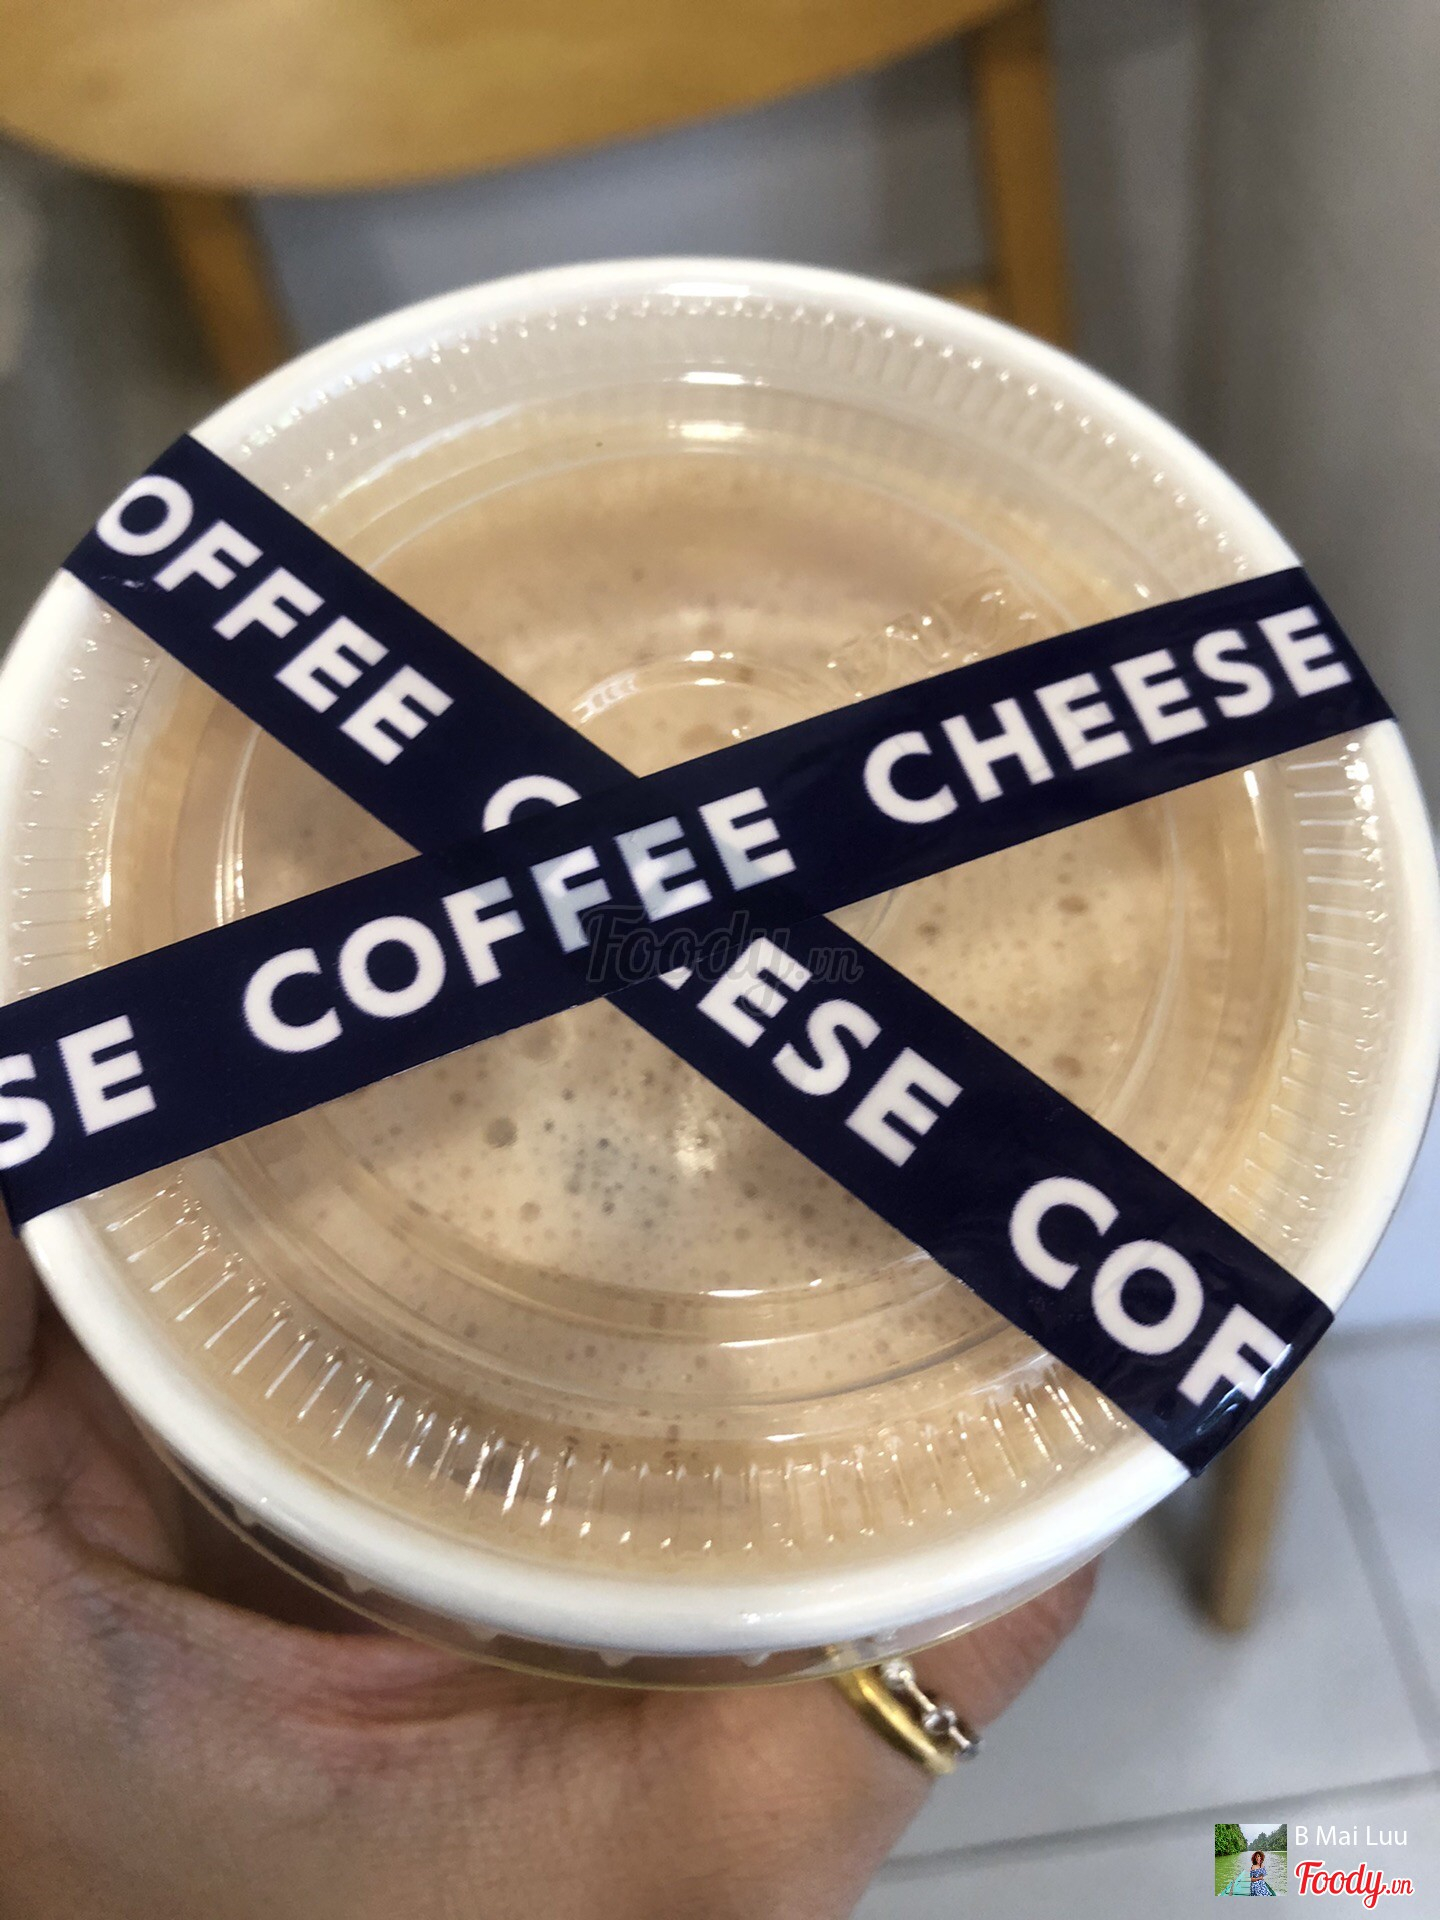 OFFEE C ESE COF
SE COFFEE CHEESE
Foody.vn
B Mai Luu
Foody.vn